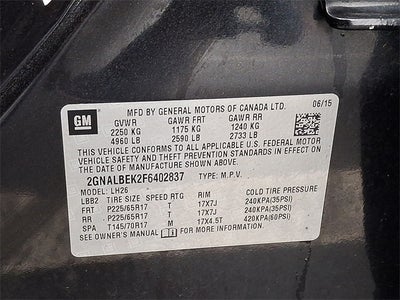 GM
MFD BY GENERAL MOTORS OF CANADA LTD.
06/15
GVWR GAWR FRT GAWR RR
2250 KG 1175 KG 1240 KG
4960 LB 2590 LB 2733 LB
THIS VEHICLE CONFORMS TO ALL APPLICABLE U.S. FEDERAL MOTOR
VEHICLE SAFETY AND THEFT PREVENTION STANDARDS IN EFFECT ON
THE DATE OF MANUFACTURE SHOWN ABOVE.
2GNALBEK2F6402837 TYPE: M.P.V.
MODEL: LH26
LBB2 TIRE SIZE SPEED RTG RIM COLD TIRE PRESSURE
FRT P225/65R17 T 17X7J 240KPA(35PSI)
RR P225/65R17 T 17X7J 240KPA(35PSI)
SPA T145/70R17 M 17X4.5T 420KPA(60PSI)
SEE OWNER'S MANUAL FOR MORE INFORMATION.